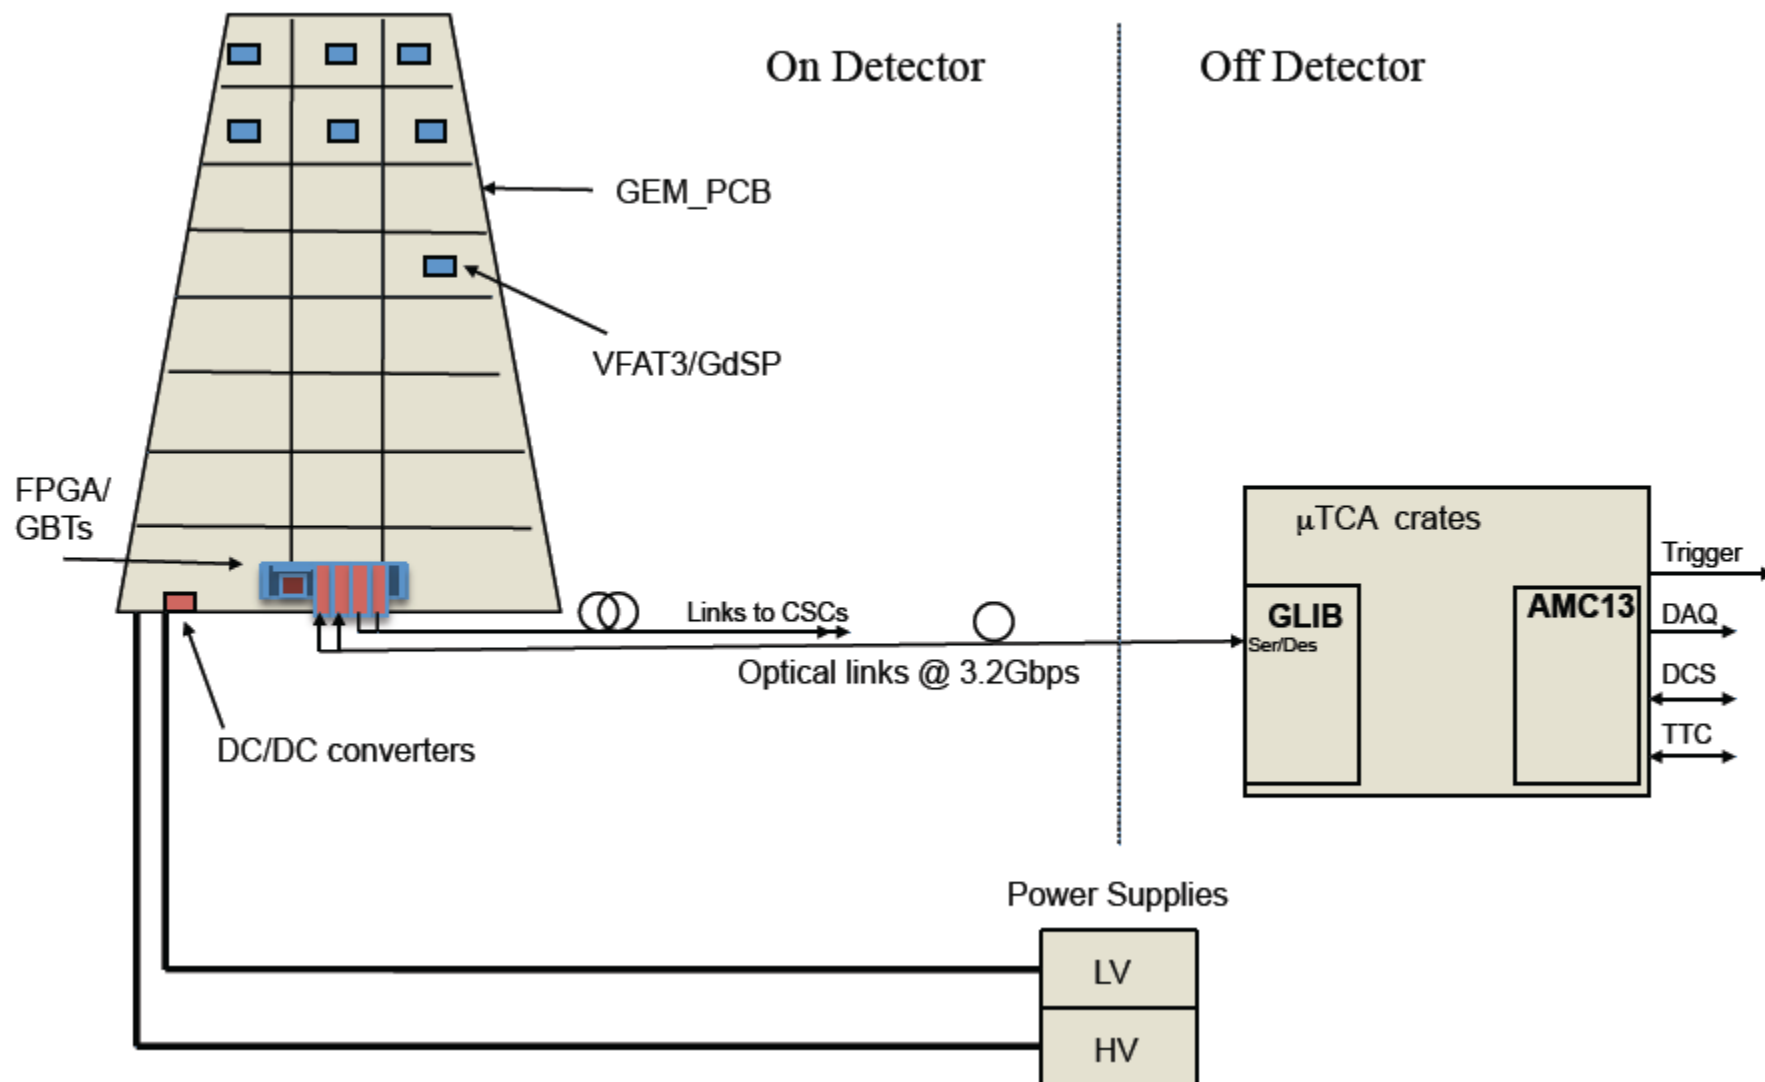 On Detector
Off Detector
GEM_PCB
VFAT3/GdSP
FPGA/
GBTs
μTCA crates
Trigger
GLIB
Ser/Des
AMC13
DAQ
Links to CSCs
Optical links @ 3.2Gbps
DCS
TTC
DC/DC converters
Power Supplies
LV
HV